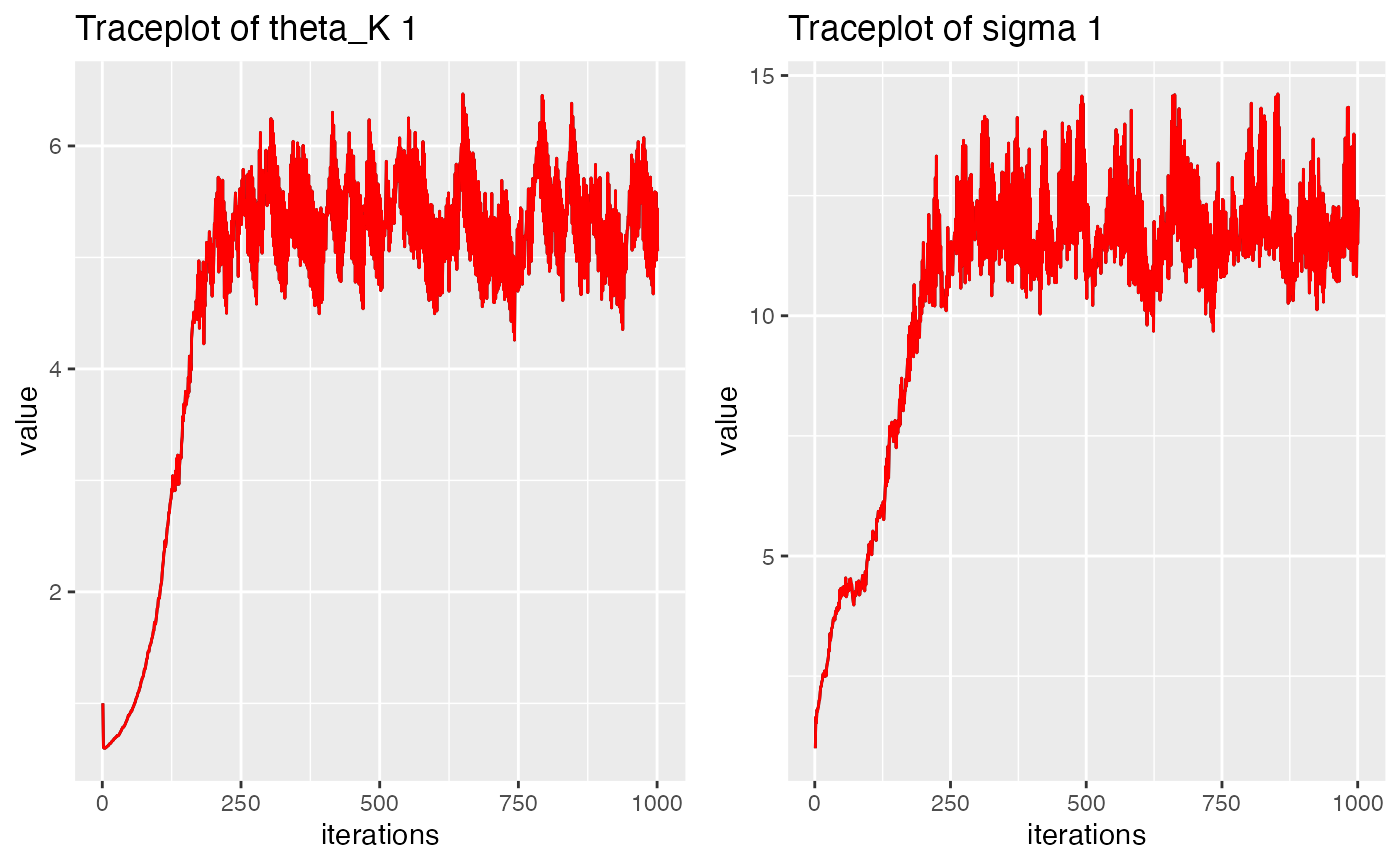 Traceplot of theta_K 1
6
4
2
value
0 250 500 750 1000
iterations
Traceplot of sigma 1
15
10
5
value
0 250 500 750 1000
iterations